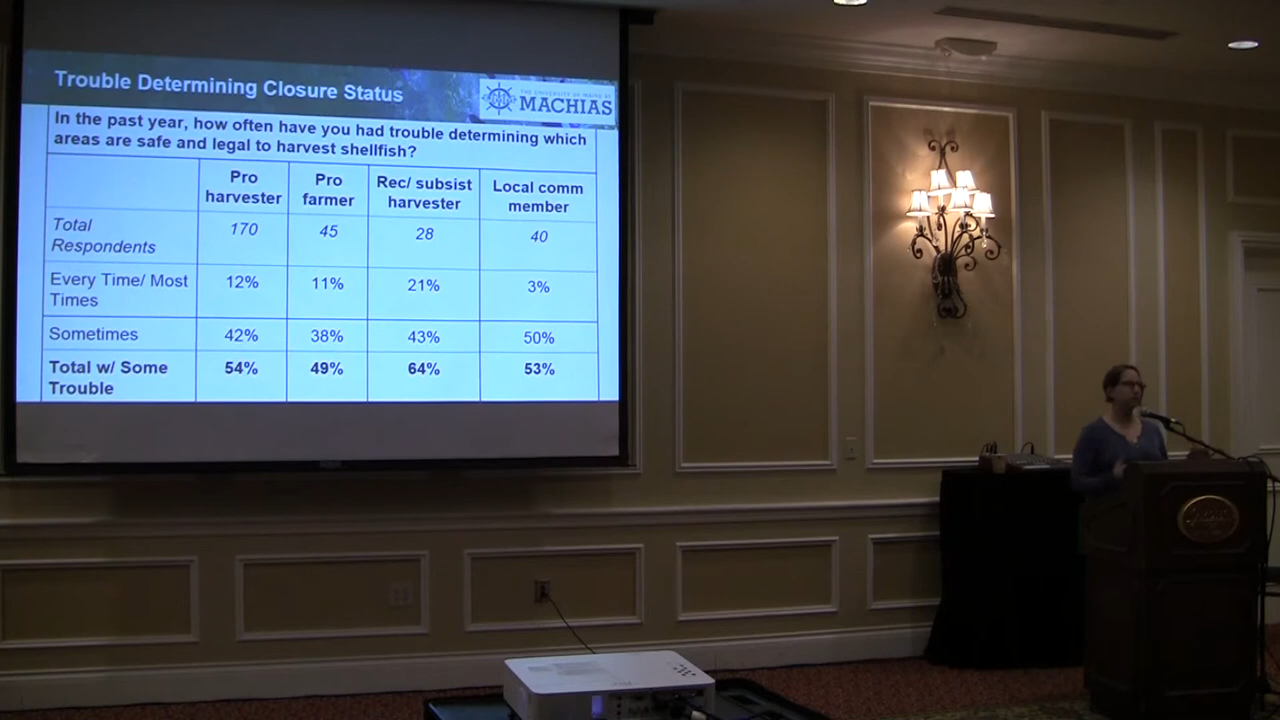 Trouble Determining Closure Status
THE UNIVERSITY OF MAINE AT
MACHIAS
In the past year, how often have you had trouble determining which
areas are safe and legal to harvest shellfish?
Pro harvester
Pro farmer
Rec/ subsist harvester
Local comm member
Total Respondents
170
45
28
40
Every Time/ Most Times
12%
11%
21%
3%
Sometimes
42%
38%
43%
50%
Total w/ Some Trouble
54%
49%
64%
53%